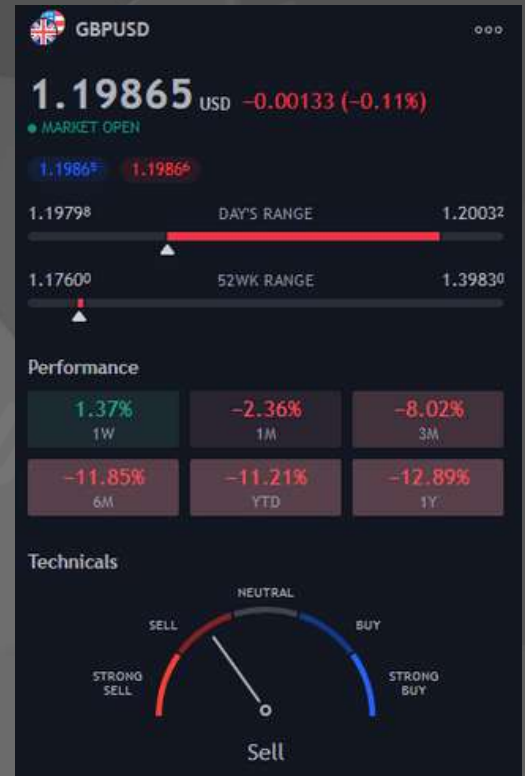 GBPUSD
1.19865 USD −0.00133 (−0.11%)
MARKET OPEN
1.19865 1.19866
1.19798 DAY'S RANGE 1.20032
1.17600 52WK RANGE 1.39830
Performance
1.37% −2.36% −8.02%
1W 1M 3M
−11.85% −11.21% −12.89%
6M YTD 1Y
Technicals
NEUTRAL
SELL BUY
STRONG SELL STRONG BUY
Sell